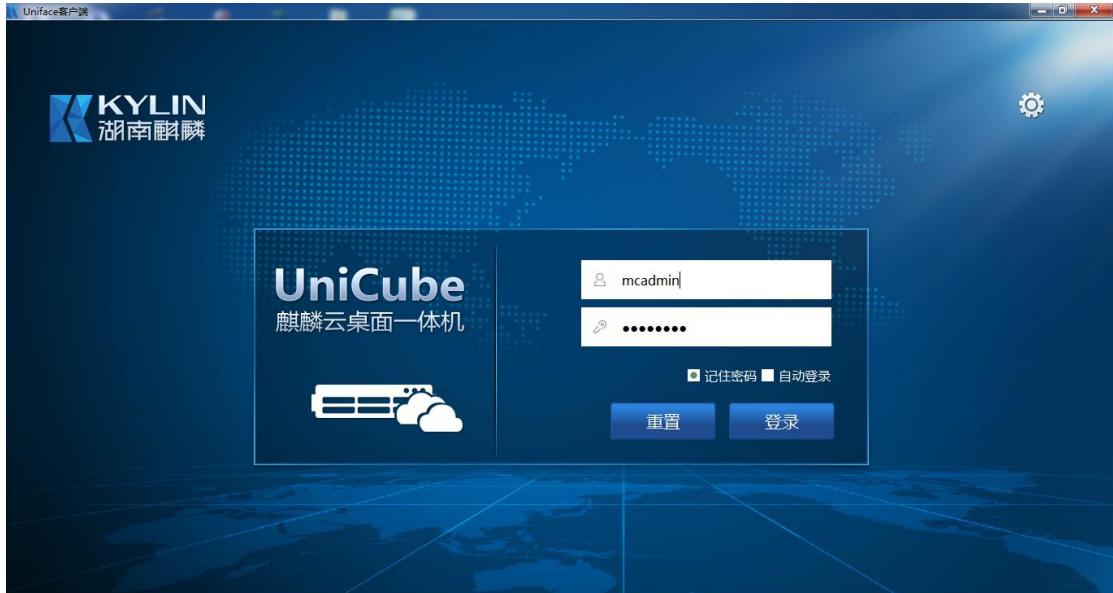 Uniface客户端
KYLIN
湖南麒麟
UniCube
麒麟云桌面一体机
mcadmin
●●●●●●●●
记住密码 自动登录
重置 登录